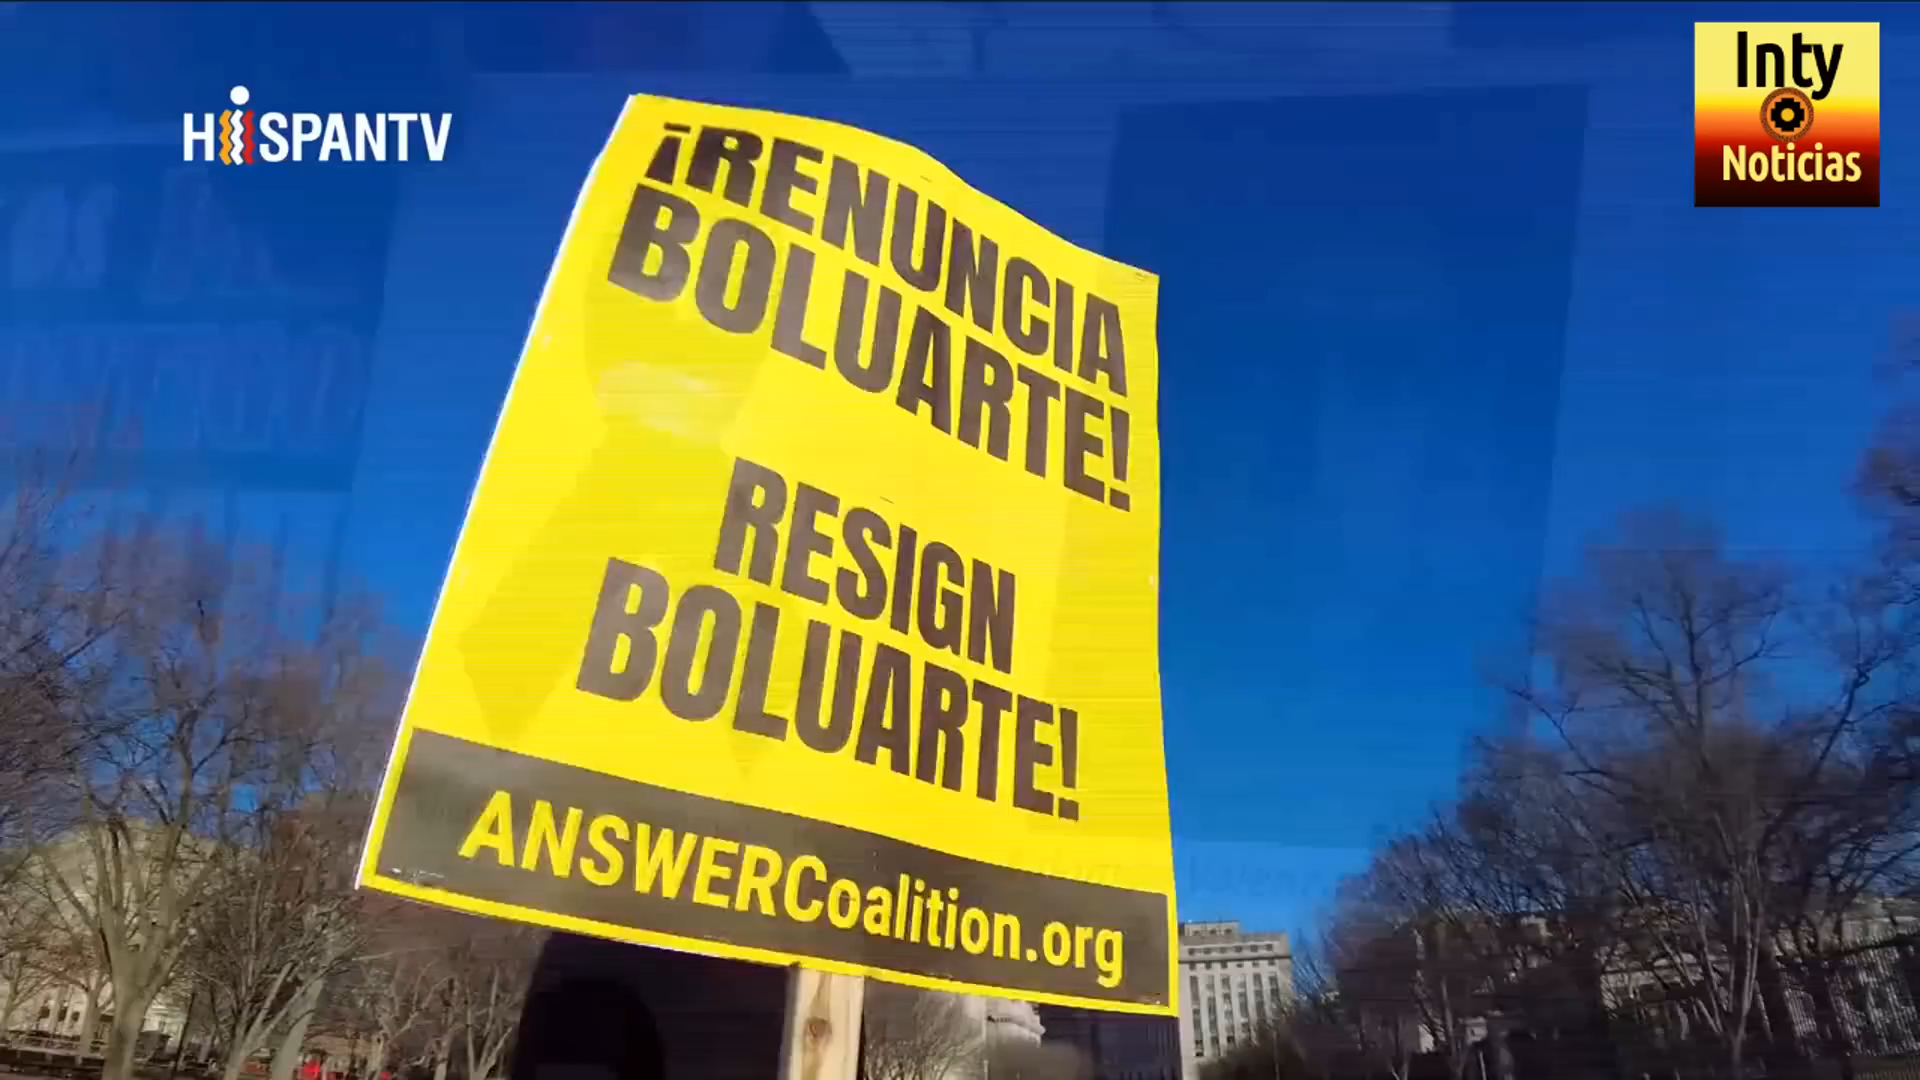 HISPANTV
Inty
Noticias
¡RENUNCIA
BOLUARTE!
RESIGN
BOLUARTE!
ANSWERCoalition.org